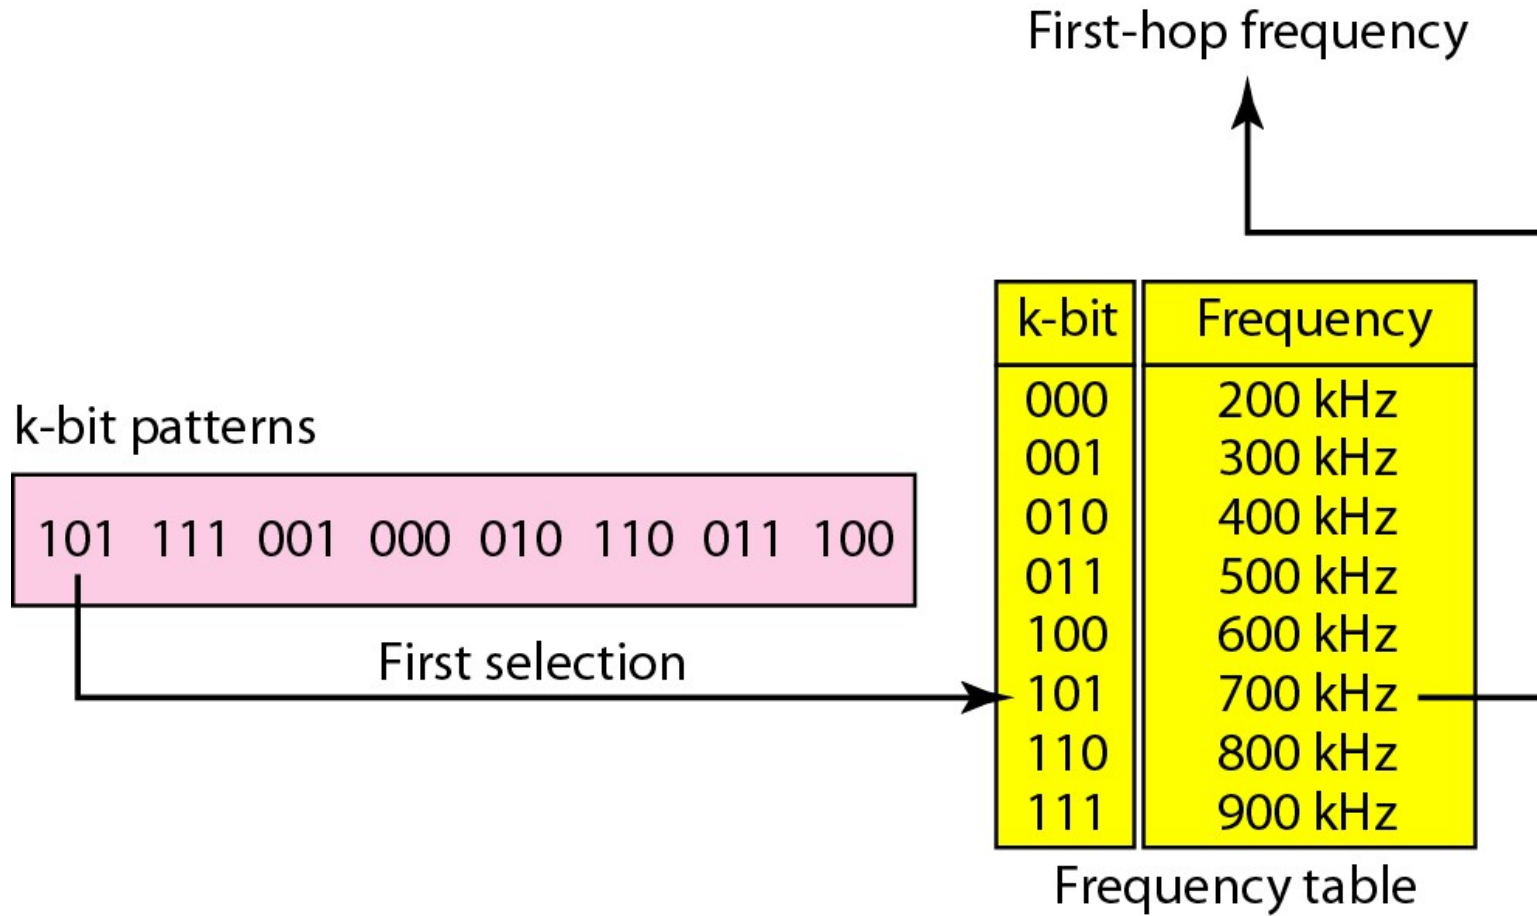 First-hop frequency
k-bit Frequency
000 200 kHz
001 300 kHz
010 400 kHz
011 500 kHz
100 600 kHz
101 700 kHz
110 800 kHz
111 900 kHz
Frequency table
k-bit patterns
101 111 001 000 010 110 011 100
First selection